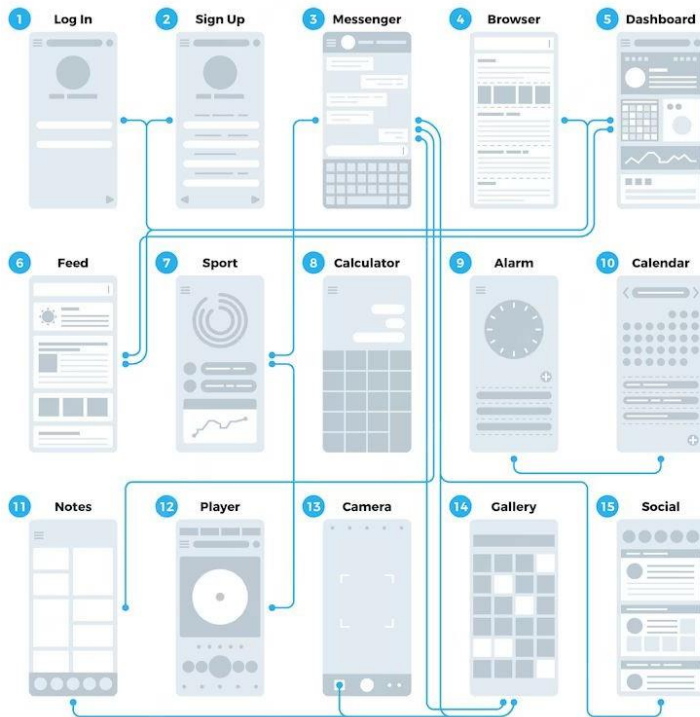 1 Log In
2 Sign Up
3 Messenger
4 Browser
5 Dashboard
6 Feed
7 Sport
8 Calculator
9 Alarm
10 Calendar
11 Notes
12 Player
13 Camera
14 Gallery
15 Social